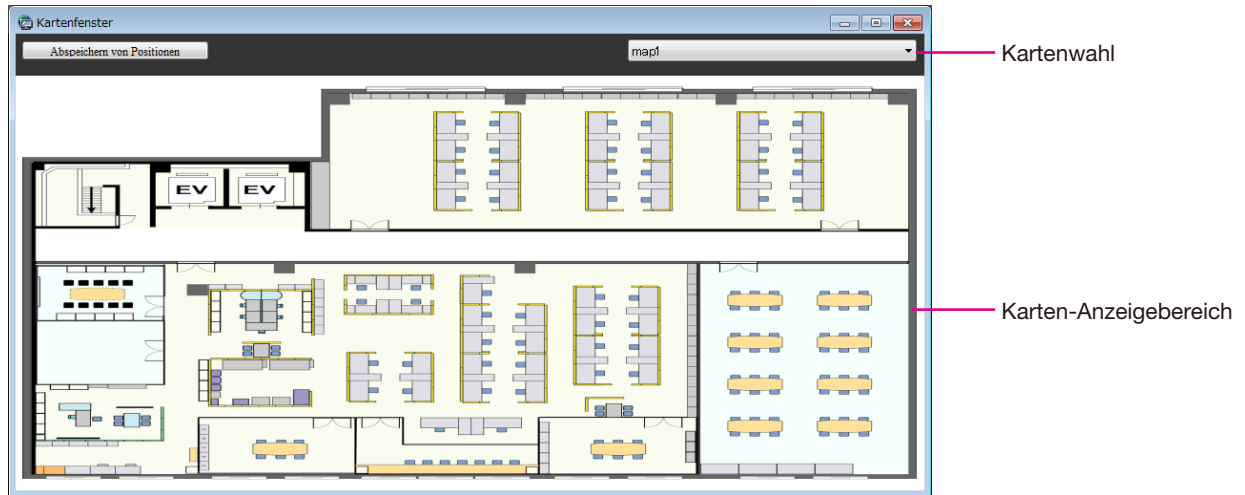 Kartenfenster
Abspeichern von Positionen
map1
Kartenwahl
EV EV
Karten-Anzeigebereich